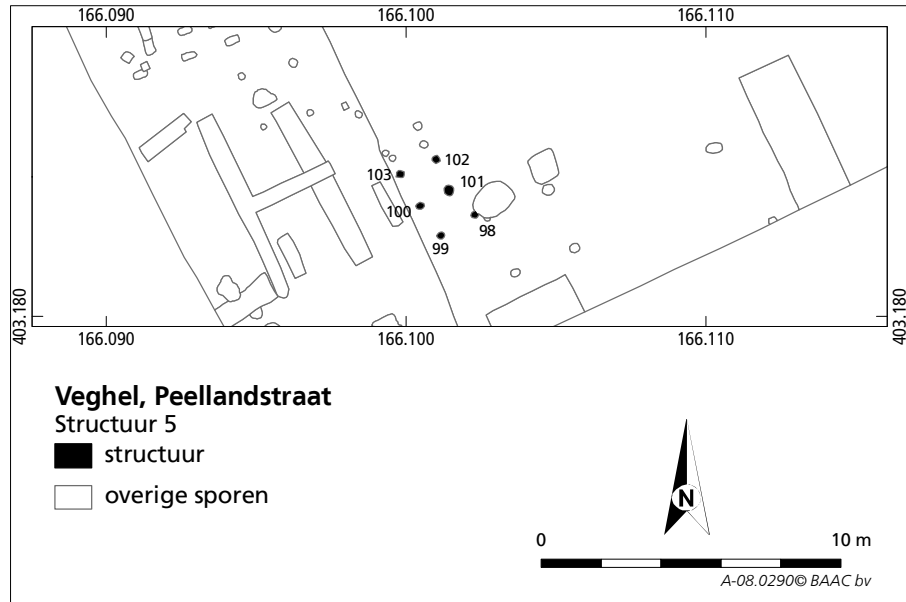 166.090 166.100 166.110
102
103
101
100
98
99
403.180 403.180
166.090 166.100 166.110
Veghel, Peellandstraat
Structuur 5
structuur
overige sporen
N
0 10 m
A-08.0290© BAAC bv